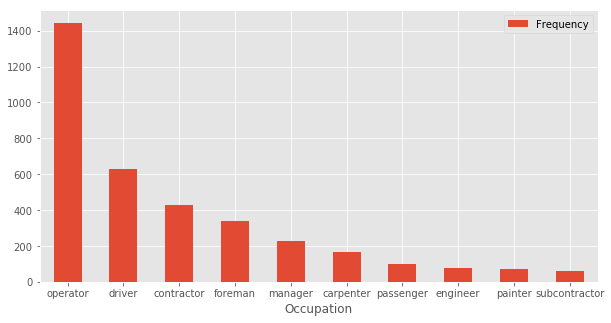 Frequency
1400
1200
1000
800
600
400
200
0
operator driver contractor foreman manager carpenter passenger engineer painter subcontractor
Occupation